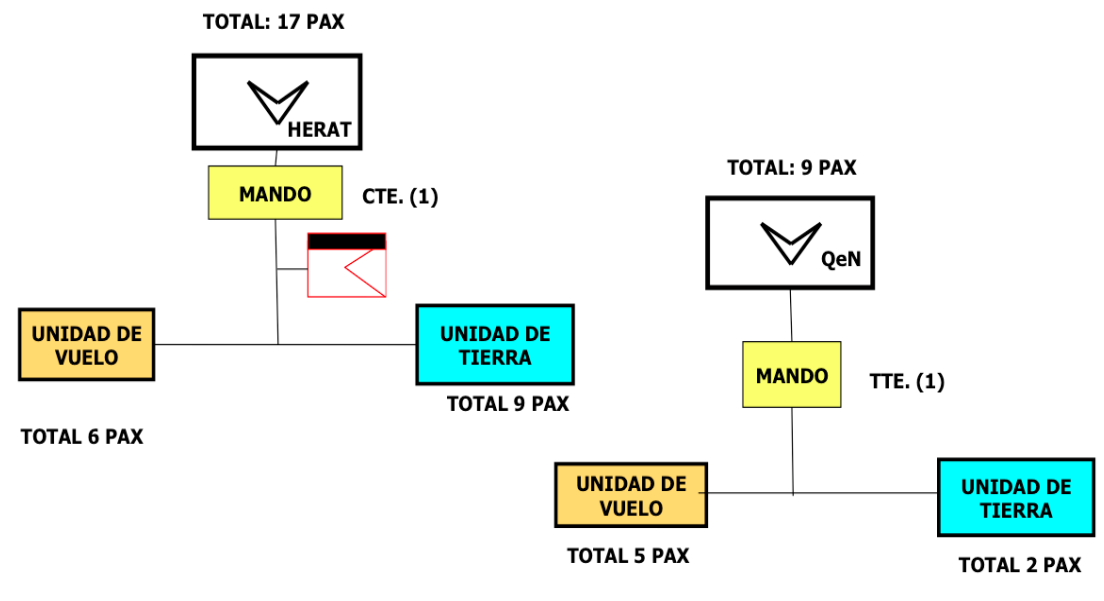 TOTAL: 17 PAX
HERAT
MANDO
CTE. (1)
UNIDAD DE
VUELO
TOTAL 6 PAX
UNIDAD DE
TIERRA
TOTAL 9 PAX
TOTAL: 9 PAX
QeN
MANDO
TTE. (1)
UNIDAD DE
VUELO
TOTAL 5 PAX
UNIDAD DE
TIERRA
TOTAL 2 PAX